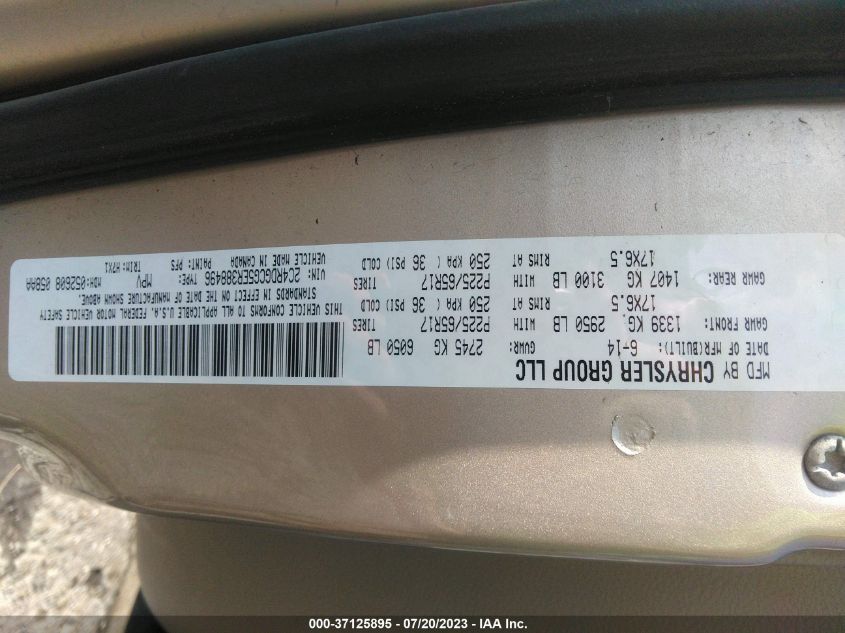 MFD BY CHRYSLER GROUP LLC
DATE OF MFR(BUILT): 6-14 GVWR: 2745 KG 6050 LB
GAWR FRONT: 1339 KG 2950 LB WITH P225/65R17 TIRES
17X6.5 RIMS AT 250 KPA ( 36 PSI) COLD
GAWR REAR: 1407 KG 3100 LB WITH P225/65R17 TIRES
17X6.5 RIMS AT 250 KPA ( 36 PSI) COLD
THIS VEHICLE CONFORMS TO ALL APPLICABLE U.S.A. FEDERAL MOTOR VEHICLE SAFETY
STANDARDS IN EFFECT ON THE DATE OF MANUFACTURE SHOWN ABOVE.
VIN: 2C4RDGCG5ER380496 TYPE: MPV MDH:052608 058AA
VEHICLE MADE IN CANADA PAINT: PFS TRIM: H7X1
000-37125895 - 07/20/2023 - IAA Inc.